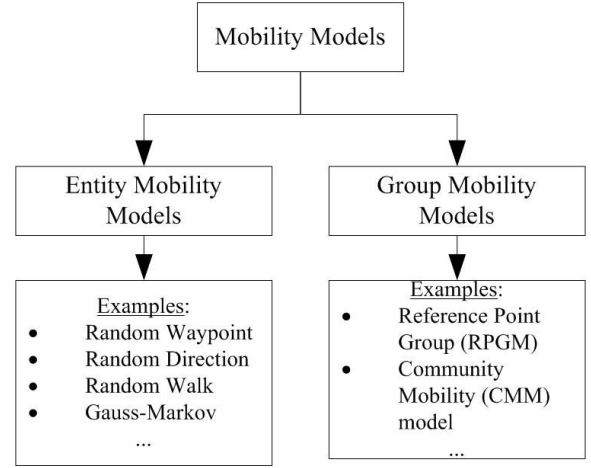 Mobility Models
Entity Mobility
Models
Group Mobility
Models
Examples:
• Random Waypoint
• Random Direction
• Random Walk
• Gauss-Markov
...
Examples:
• Reference Point
Group (RPGM)
• Community
Mobility (CMM)
model
...